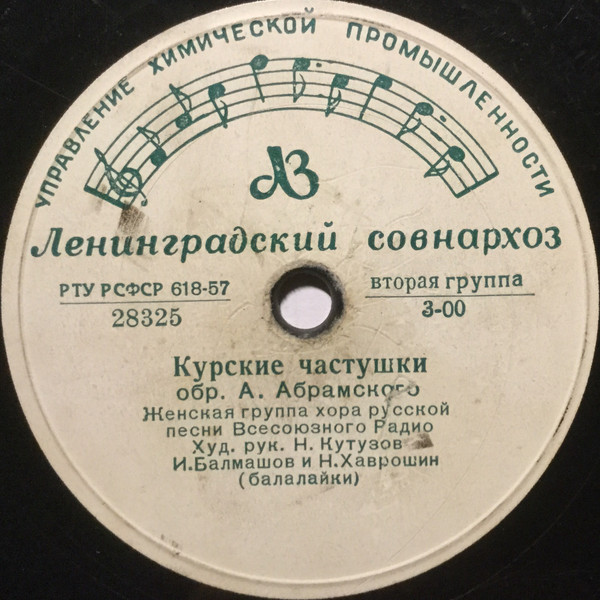 УПРАВЛЕНИЕ ХИМИЧЕСКОЙ ПРОМЫШЛЕННОСТИ
АЗ
Ленинградский совнархоз
РТУ РСФСР 618-57
28325
вторая группа
3-00
Курские частушки
обр. А. Абрамского
Женская группа хора русской
песни Всесоюзного Радио
Худ. рук. Н. Кутузов
И.Балмашов и Н.Хаврошин
(балалайки)